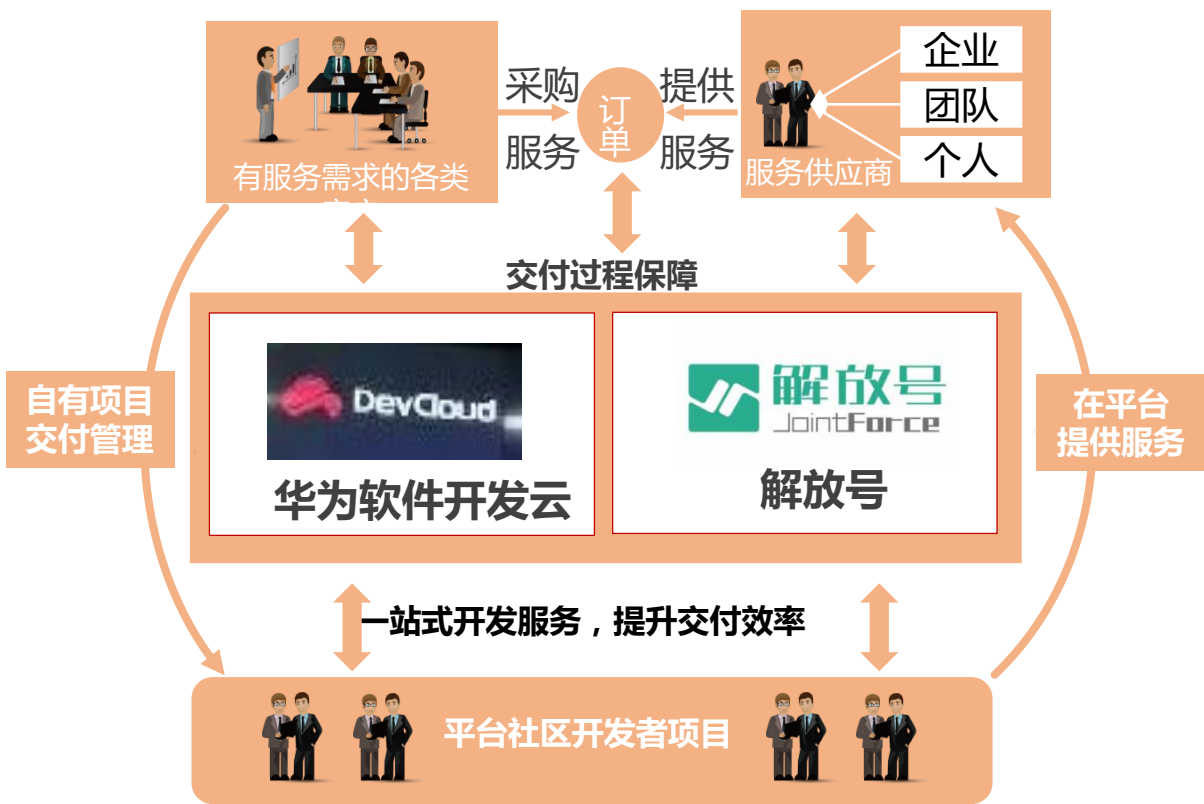 采购
服务
订
单
提供
服务
企业
团队
个人
服务供应商
有服务需求的各类
交付过程保障
自有项目
交付管理
DevCloud
华为软件开发云
解放号
JointForce
解放号
在平台
提供服务
一站式开发服务，提升交付效率
平台社区开发者项目